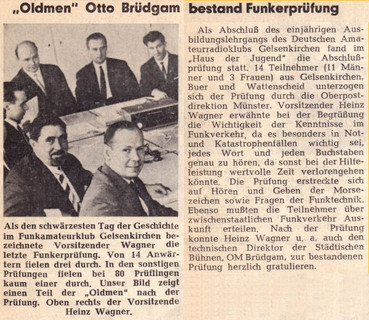 „Oldmen" Otto Brüdgam bestand Funkerprüfung
Als den schwärzesten Tag der Geschichte
im Funkamateurklub Gelsenkirchen be-
zeichnete Vorsitzender Wagner die
letzte Funkerprüfung. Von 14 Anwär-
tern fielen drei durch. In den sonstigen
Prüfungen fielen bei 80 Prüflingen
kaum einer durch. Unser Bild zeigt
einen Teil der „Oldmen" nach der
Prüfung. Oben rechts der Vorsitzende
Heinz Wagner.
Als Abschluß des einjährigen Aus-
bildungslehrgangs des Deutschen Ama-
teurradioklubs Gelsenkirchen fand im
„Haus der Jugend" die Abschluß-
prüfung statt. 14 Teilnehmer (11 Män-
ner und 3 Frauen) aus Gelsenkirchen,
Buer und Wattenscheid unterzogen
sich der Prüfung durch die Oberpost-
direktion Münster. Vorsitzender Heinz
Wagner erwähnte bei der Begrüßung
die Wichtigkeit der Kenntnisse im
Funkverkehr, da es besonders in Not-
und Katastrophenfällen wichtig sei,
jedes Wort und jeden Buchstaben
genau zu hören, da sonst bei der Hilfe-
leistung wertvolle Zeit verlorengehen
könnte. Die Prüfung erstreckte sich
auf Hören und Geben der Morse-
zeichen sowie Fragen der Funktechnik.
Ebenso mußten die Teilnehmer über
zwischenstaatlichen Funkverkehr Aus-
kunft erteilen. Nach der Prüfung
konnte Heinz Wagner u. a. auch den
technischen Direktor der Städtischen
Bühnen, OM Brüdgam, zur bestandenen
Prüfung herzlich gratulieren.